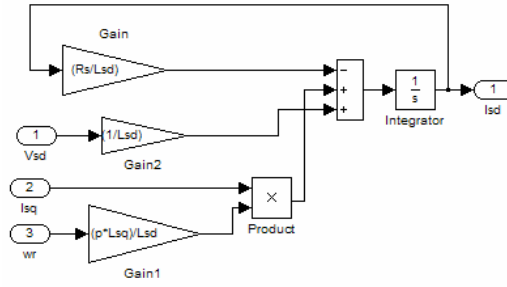 Gain
(Rs/Lsd)
−
+
+
1
s
Integrator
1
Isd
1
Vsd
(1/Lsd)
Gain2
2
Isq
×
Product
3
wr
(p*Lsq)/Lsd
Gain1